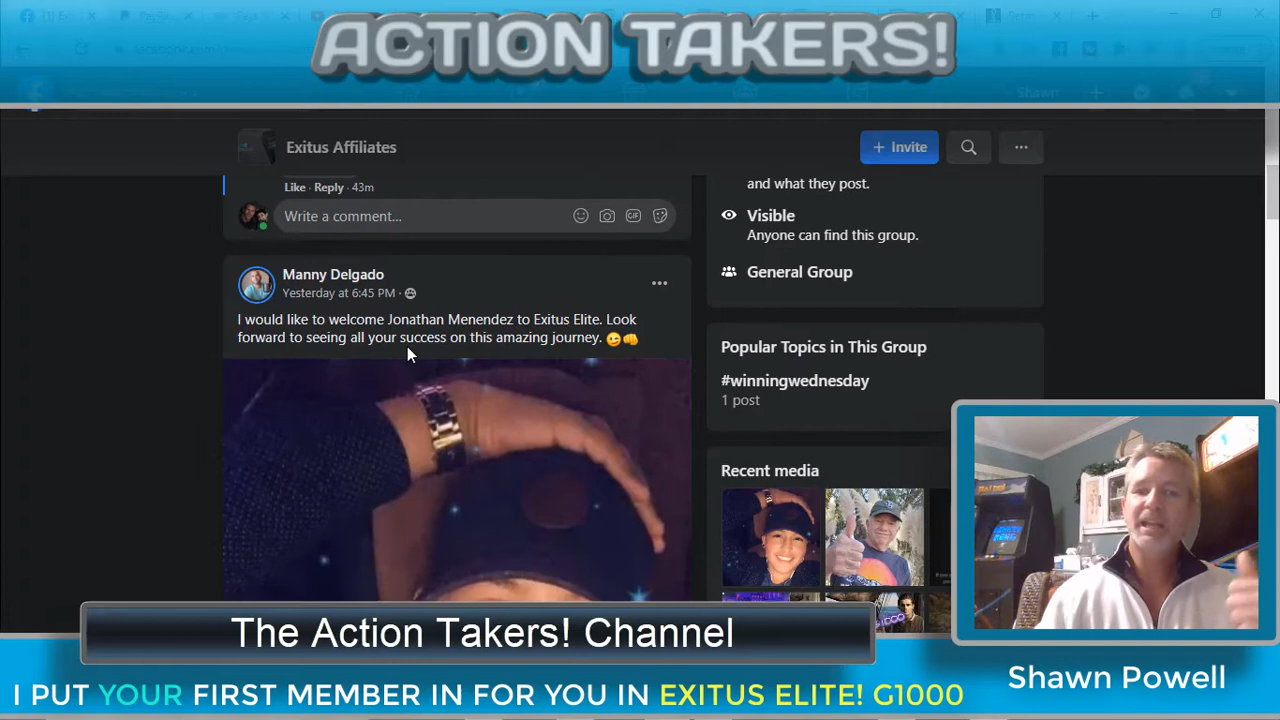 ACTION TAKERS!
Shawn
Exitus Affiliates
+ Invite
Like · Reply · 43m
Write a comment...
GIF
and what they post.
Visible
Anyone can find this group.
General Group
Manny Delgado
Yesterday at 6:45 PM ·
I would like to welcome Jonathan Menendez to Exitus Elite. Look
forward to seeing all your success on this amazing journey. 😉👊
Popular Topics in This Group
#winningwednesday
1 post
Recent media
The Action Takers! Channel
Shawn Powell
I PUT YOUR FIRST MEMBER IN FOR YOU IN EXITUS ELITE! G1000